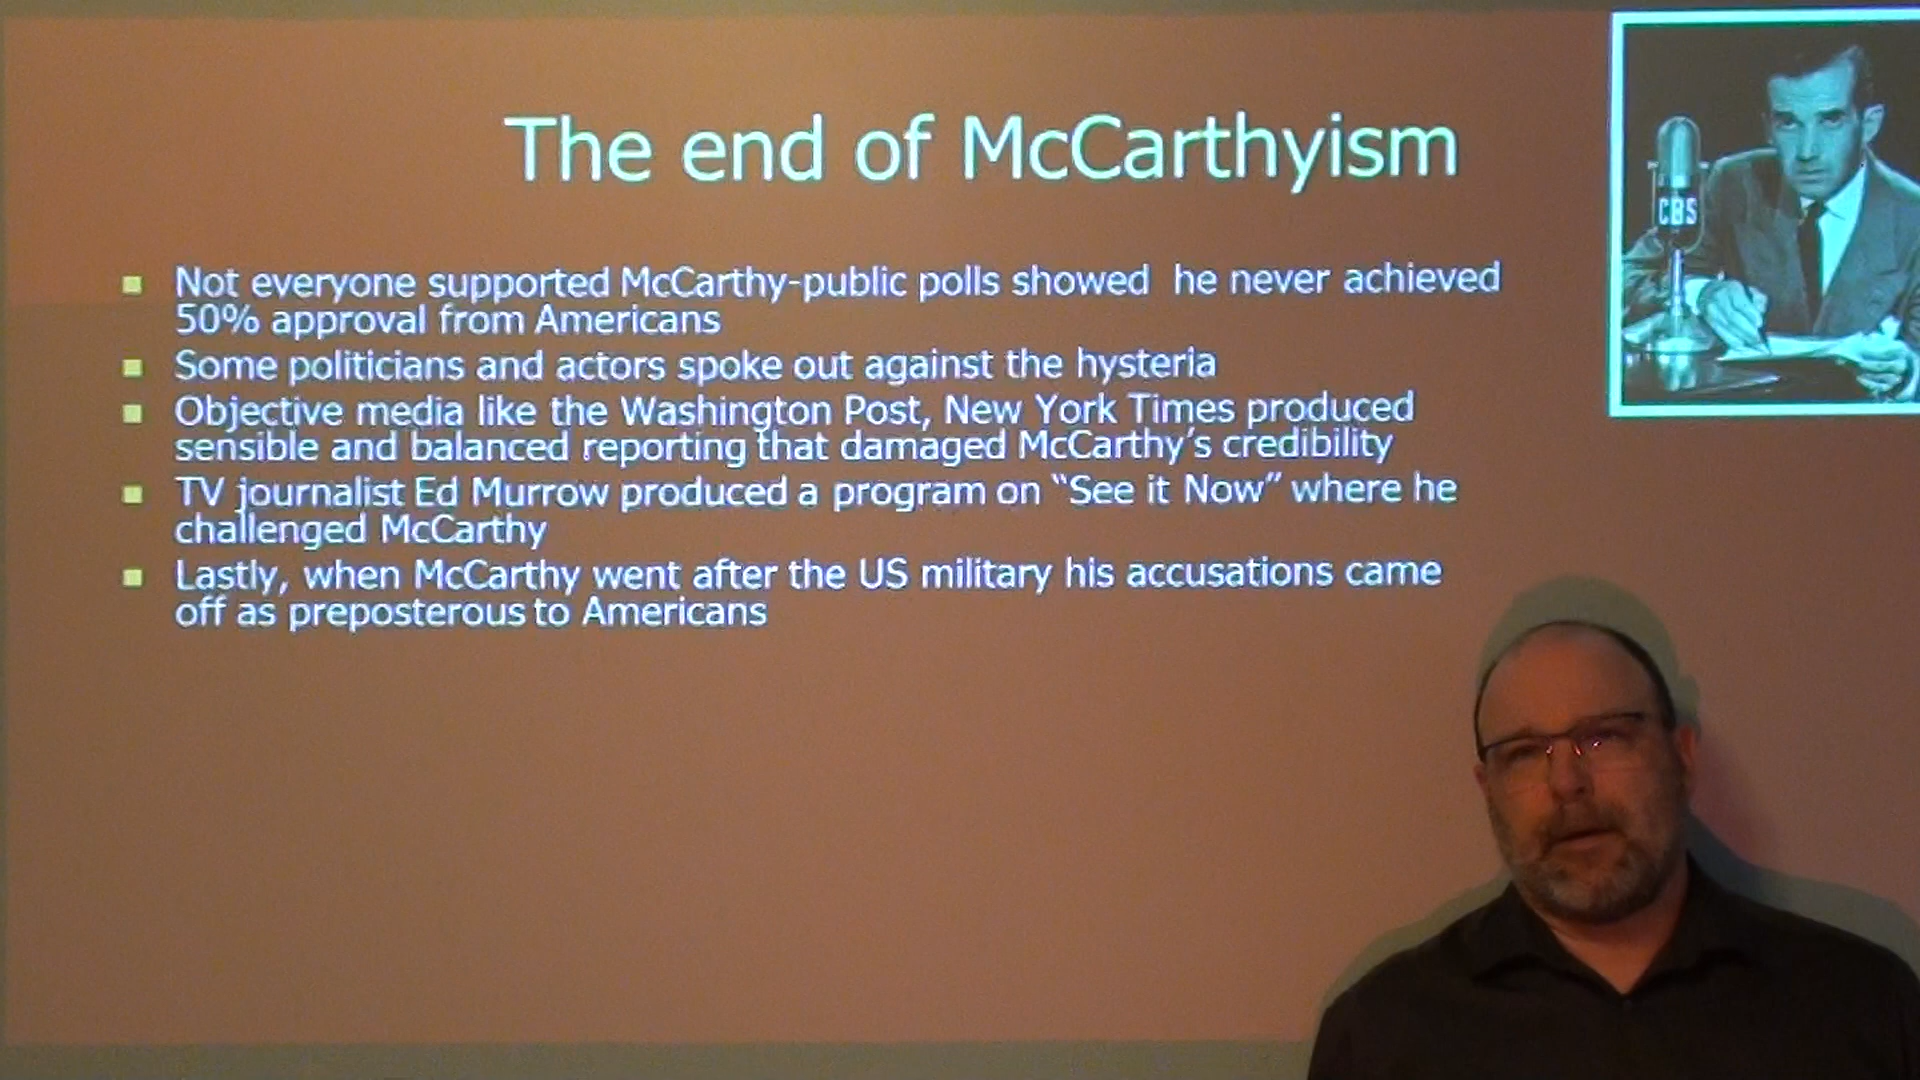 The end of McCarthyism
CBS
Not everyone supported McCarthy-public polls showed he never achieved
50% approval from Americans
Some politicians and actors spoke out against the hysteria
Objective media like the Washington Post, New York Times produced
sensible and balanced reporting that damaged McCarthy's credibility
TV journalist Ed Murrow produced a program on “See it Now” where he
challenged McCarthy
Lastly, when McCarthy went after the US military his accusations came
off as preposterous to Americans